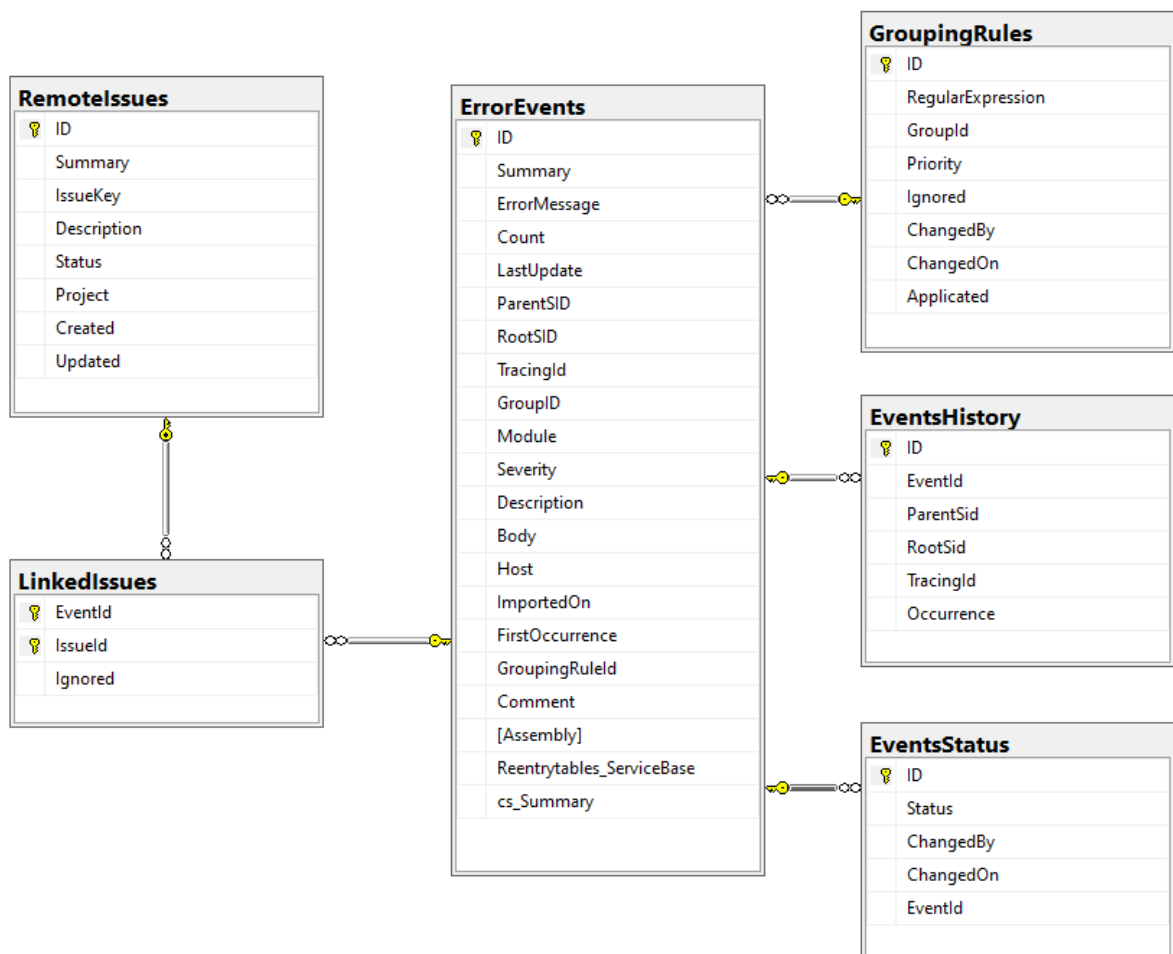 RemoteIssues
ID
Summary
IssueKey
Description
Status
Project
Created
Updated
LinkedIssues
EventId
IssueId
Ignored
ErrorEvents
ID
Summary
ErrorMessage
Count
LastUpdate
ParentSID
RootSID
TracingId
GroupID
Module
Severity
Description
Body
Host
ImportedOn
FirstOccurrence
GroupingRuleId
Comment
[Assembly]
Reentrytables_ServiceBase
cs_Summary
GroupingRules
ID
RegularExpression
GroupId
Priority
Ignored
ChangedBy
ChangedOn
Applicated
EventsHistory
ID
EventId
ParentSid
RootSid
TracingId
Occurrence
EventsStatus
ID
Status
ChangedBy
ChangedOn
EventId